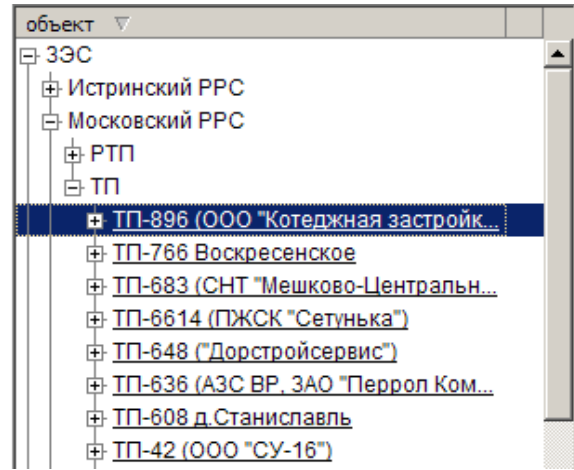 объект
ЗЭС
Истринский РРС
Московский РРС
РТП
ТП
ТП-896 (ООО "Котеджная застройк...
ТП-766 Воскресенское
ТП-683 (СНТ "Мешково-Центральн...
ТП-6614 (ПЖСК "Сетунька")
ТП-648 ("Дорстройсервис")
ТП-636 (АЗС ВР, ЗАО "Перрол Ком...
ТП-608 д.Станиславль
ТП-42 (ООО "СУ-16")